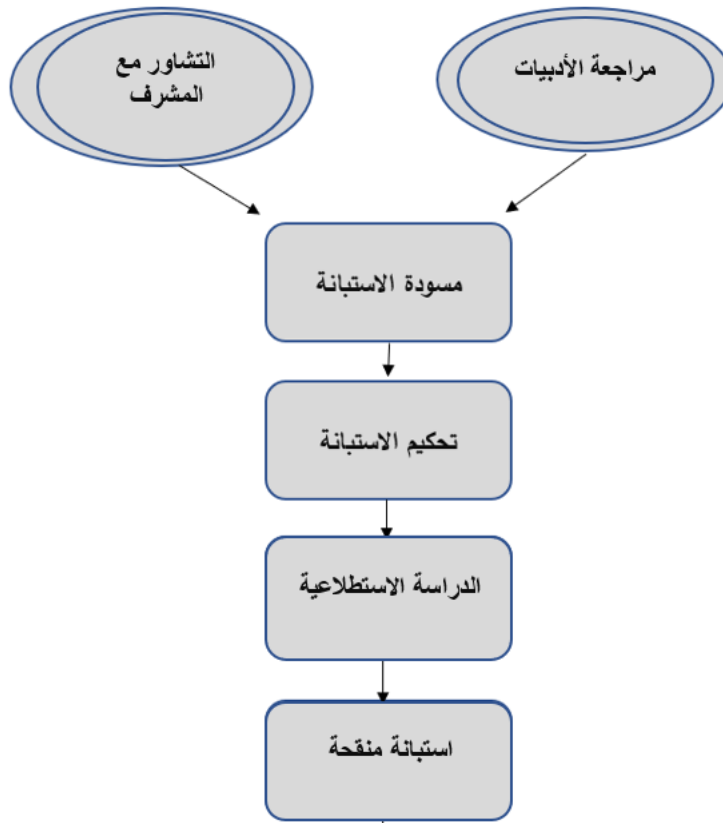 مراجعة الأدبيات
التشاور مع
المشرف
مسودة الاستبانة
تحكيم الاستبانة
الدراسة الاستطلاعية
استبانة منقحة